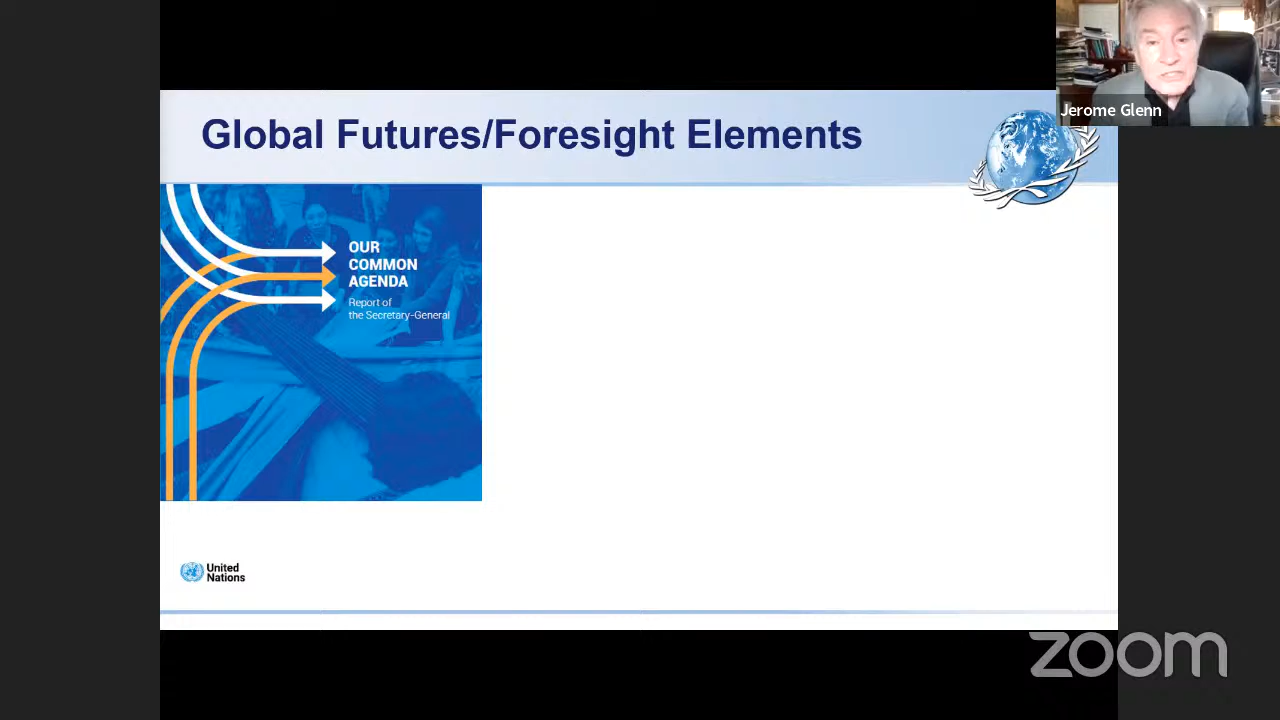 Jerome Glenn
Global Futures/Foresight Elements
OUR
COMMON
AGENDA
Report of
the Secretary-General
United
Nations
zoom